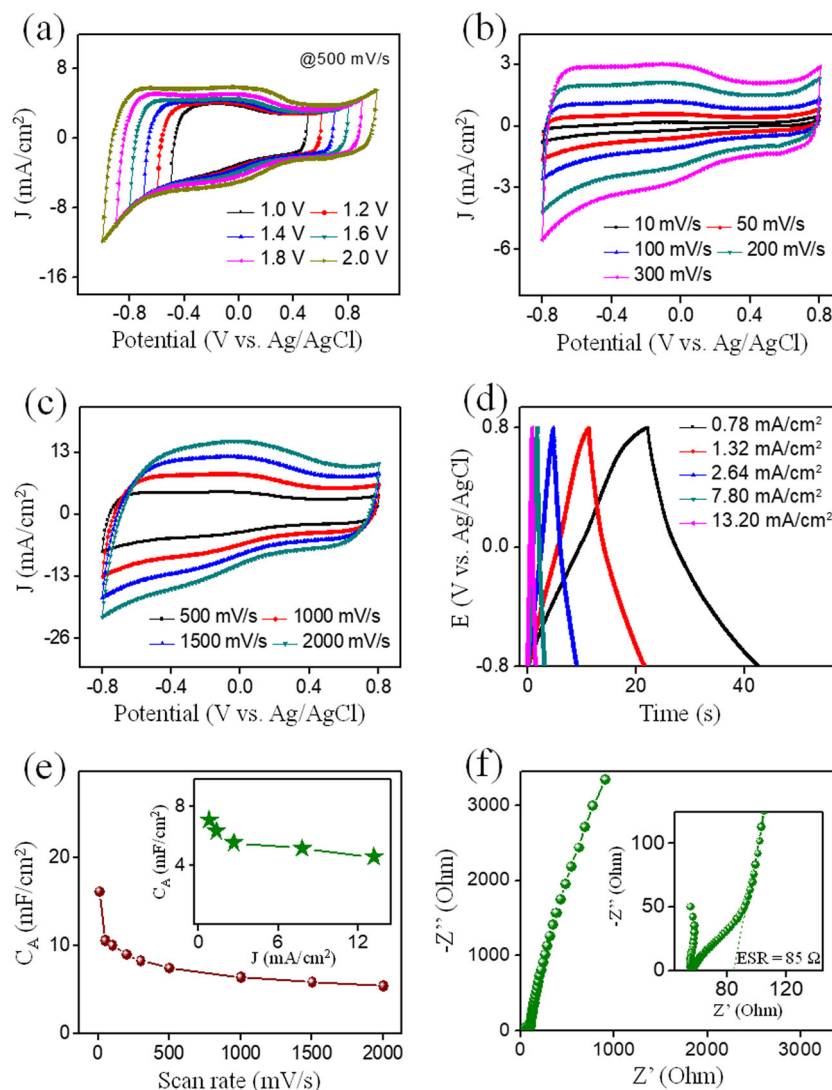 (a)
@500 mV/s
8
0
-8
-16
J (mA/cm²)
1.0 V 1.2 V
1.4 V 1.6 V
1.8 V 2.0 V
-0.8 -0.4 0.0 0.4 0.8
Potential (V vs. Ag/AgCl)
(b)
3
0
-3
-6
J (mA/cm²)
10 mV/s 50 mV/s
100 mV/s 200 mV/s
300 mV/s
-0.8 -0.4 0.0 0.4 0.8
Potential (V vs. Ag/AgCl)
(c)
13
0
-13
-26
J (mA/cm²)
500 mV/s 1000 mV/s
1500 mV/s 2000 mV/s
-0.8 -0.4 0.0 0.4 0.8
Potential (V vs. Ag/AgCl)
(d)
0.8
0.0
-0.8
E (V vs. Ag/AgCl)
0.78 mA/cm²
1.32 mA/cm²
2.64 mA/cm²
7.80 mA/cm²
13.20 mA/cm²
0 20 40
Time (s)
(e)
20
10
0
C_A (mF/cm²)
8
4
C_A (mF/cm²)
0 6 12
J (mA/cm²)
0 500 1000 1500 2000
Scan rate (mV/s)
(f)
3000
2000
1000
0
-Z'' (Ohm)
100
50
0
-Z'' (Ohm)
ESR = 85 Ω
80 120
Z' (Ohm)
0 1000 2000 3000
Z' (Ohm)